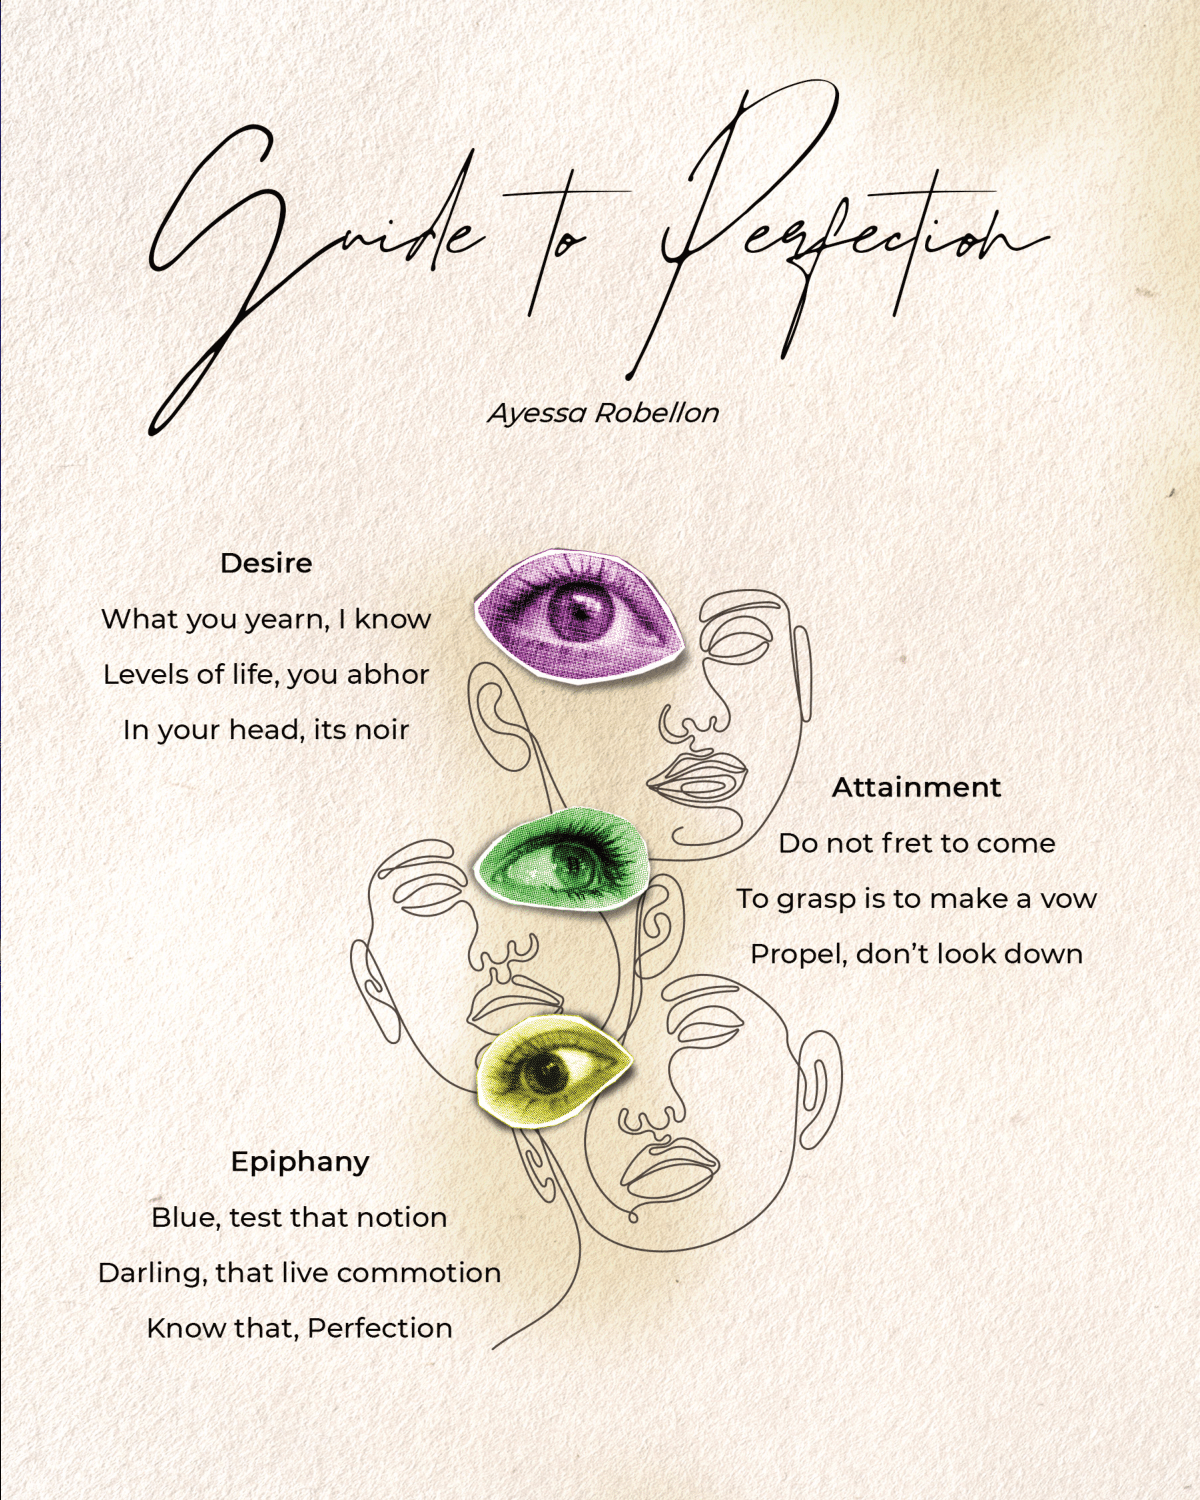 Guide to Perfection
Ayessa Robellon
Desire
What you yearn, I know
Levels of life, you abhor
In your head, its noir
Attainment
Do not fret to come
To grasp is to make a vow
Propel, don’t look down
Epiphany
Blue, test that notion
Darling, that live commotion
Know that, Perfection